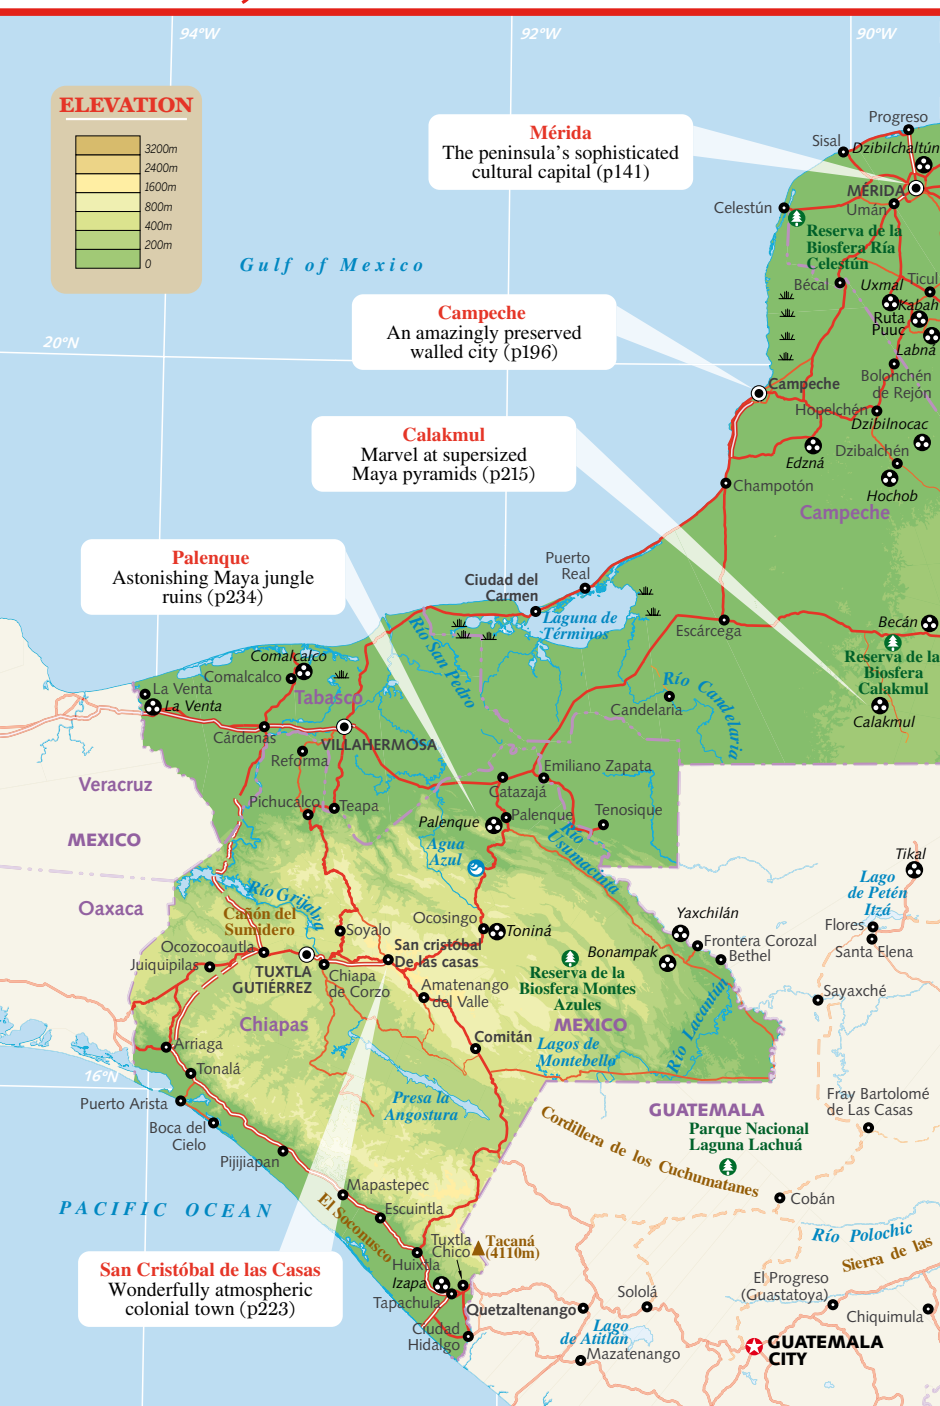 94°W
92°W
90°W
ELEVATION
3200m
2400m
1600m
800m
400m
200m
0
Mérida
The peninsula's sophisticated
cultural capital (p141)
Progreso
Sisal
Dzibilchaltún
MÉRIDA
Umán
Celestún
Reserva de la
Biosfera Ría
Celestún
Gulf of Mexico
Bécal
Uxmal
Ticul
Kabah
Ruta
Puuc
Labná
Campeche
An amazingly preserved
walled city (p196)
20°N
Bolonchén
de Rejón
Campeche
Hopelchén
Dzibilnocac
Calakmul
Marvel at supersized
Maya pyramids (p215)
Edzná
Dzibalchén
Hochob
Champotón
Campeche
Palenque
Astonishing Maya jungle
ruins (p234)
Puerto
Real
Ciudad del
Carmen
Laguna de
Términos
Escárcega
Becán
Río San Pedro
Reserva de la
Biosfera
Calakmul
Calakmul
Comalcalco
Comalcalco
La Venta
La Venta
Tabasco
Río Candelaria
Candelaria
Cárdenas
VILLAHERMOSA
Reforma
Emiliano Zapata
Catazajá
Veracruz
Pichucalco
Teapa
Palenque
Palenque
Tenosique
MEXICO
Agua
Azul
Río
Usumacinta
Tikal
Lago
de Petén
Itzá
Río Grijalva
Oaxaca
Cañón del
Sumidero
Soyalo
Ocosingo
Toniná
Yaxchilán
Flores
Santa Elena
Ocozocoautla
Juiquipilas
San cristóbal
De las casas
Bonampak
Frontera Corozal
Bethel
TUXTLA
GUTIÉRREZ
Chiapa
de Corzo
Reserva de la
Biosfera Montes
Azules
Amatenango
del Valle
Sayaxché
Chiapas
MEXICO
Río Lacantún
Comitán
Lagos de
Montebello
Arriaga
Tonalá
16°N
Presa la
Angostura
Puerto Arista
Fray Bartolomé
de Las Casas
GUATEMALA
Boca del
Cielo
Parque Nacional
Laguna Lachuá
Cordillera de los Cuchumatanes
Pijijiapan
Mapastepec
Cobán
PACIFIC OCEAN
El Soconusco
Escuintla
Río Polochic
Sierra de las
Tuxtla
Chico
Tacaná
(4110m)
Huixtla
San Cristóbal de las Casas
Wonderfully atmospheric
colonial town (p223)
Izapa
Tapachula
El Progreso
(Guastatoya)
Sololá
Quetzaltenango
Chiquimula
Ciudad
Hidalgo
Lago
de Atitlán
Mazatenango
GUATEMALA
CITY